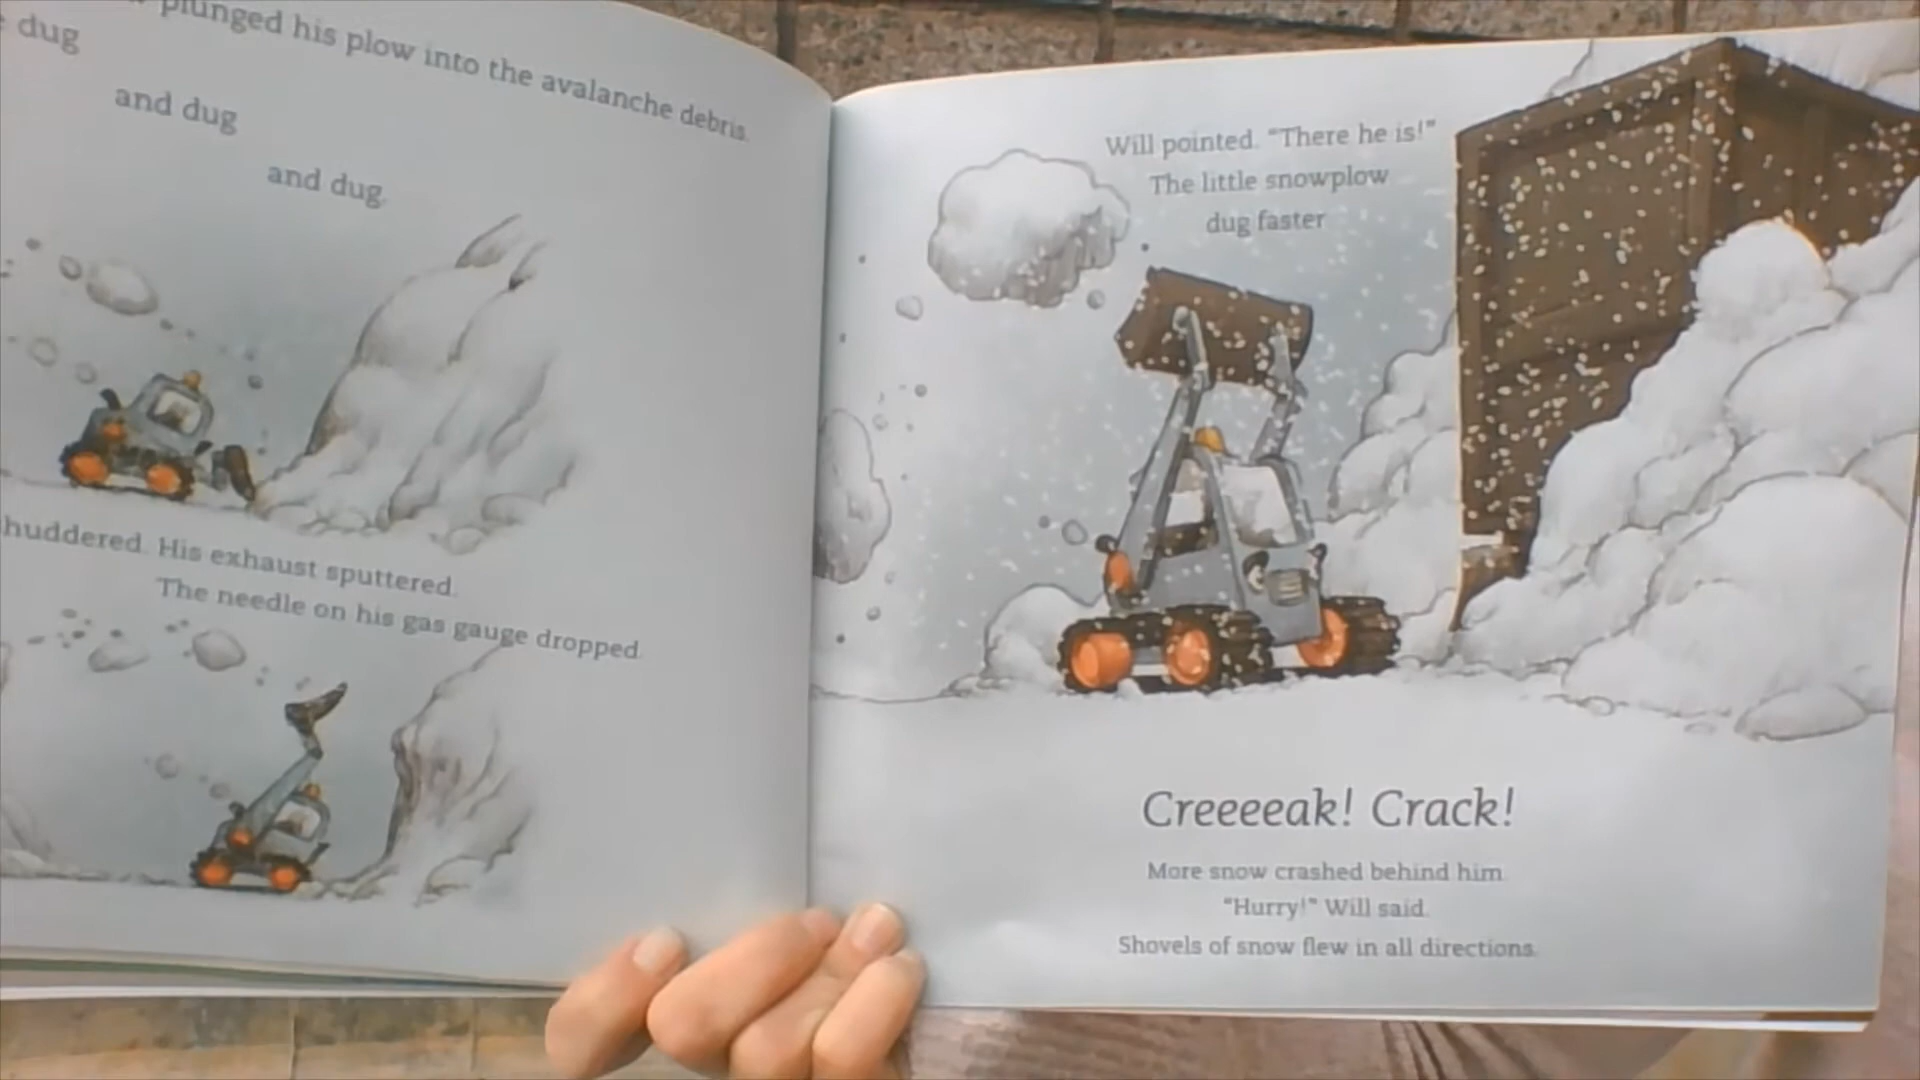 plunged his plow into the avalanche debris.
dug
and dug
and dug.
huddered. His exhaust sputtered.
The needle on his gas gauge dropped.
Will pointed. “There he is!”
The little snowplow
dug faster
Creeeeak! Crack!
More snow crashed behind him.
“Hurry!” Will said.
Shovels of snow flew in all directions.